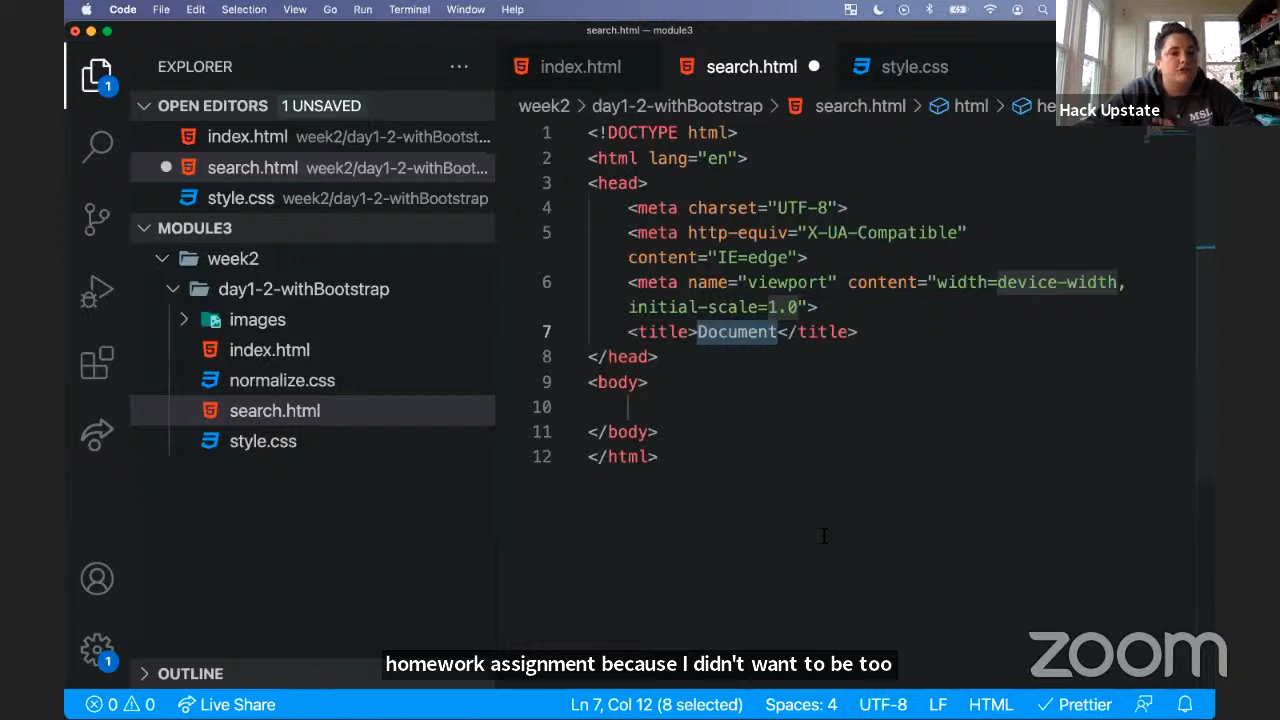 Code File Edit Selection View Go Run Terminal Window Help
search.html — module3
EXPLORER
index.html search.html style.css
OPEN EDITORS 1 UNSAVED
week2 > day1-2-withBootstrap > search.html > html > he
index.html week2/day1-2-withBootst...
search.html week2/day1-2-withBoot...
style.css week2/day1-2-withBootstrap
MODULE3
week2
day1-2-withBootstrap
images
index.html
normalize.css
search.html
style.css
OUTLINE
1
1
1 <!DOCTYPE html>
2 <html lang="en">
3 <head>
4 <meta charset="UTF-8">
5 <meta http-equiv="X-UA-Compatible"
content="IE=edge">
6 <meta name="viewport" content="width=device-width,
initial-scale=1.0">
7 <title>Document</title>
8 </head>
9 <body>
10
11 </body>
12 </html>
Hack Upstate
MSL
homework assignment because I didn't want to be too
zoom
0 0 Live Share
Ln 7, Col 12 (8 selected) Spaces: 4 UTF-8 LF HTML Prettier